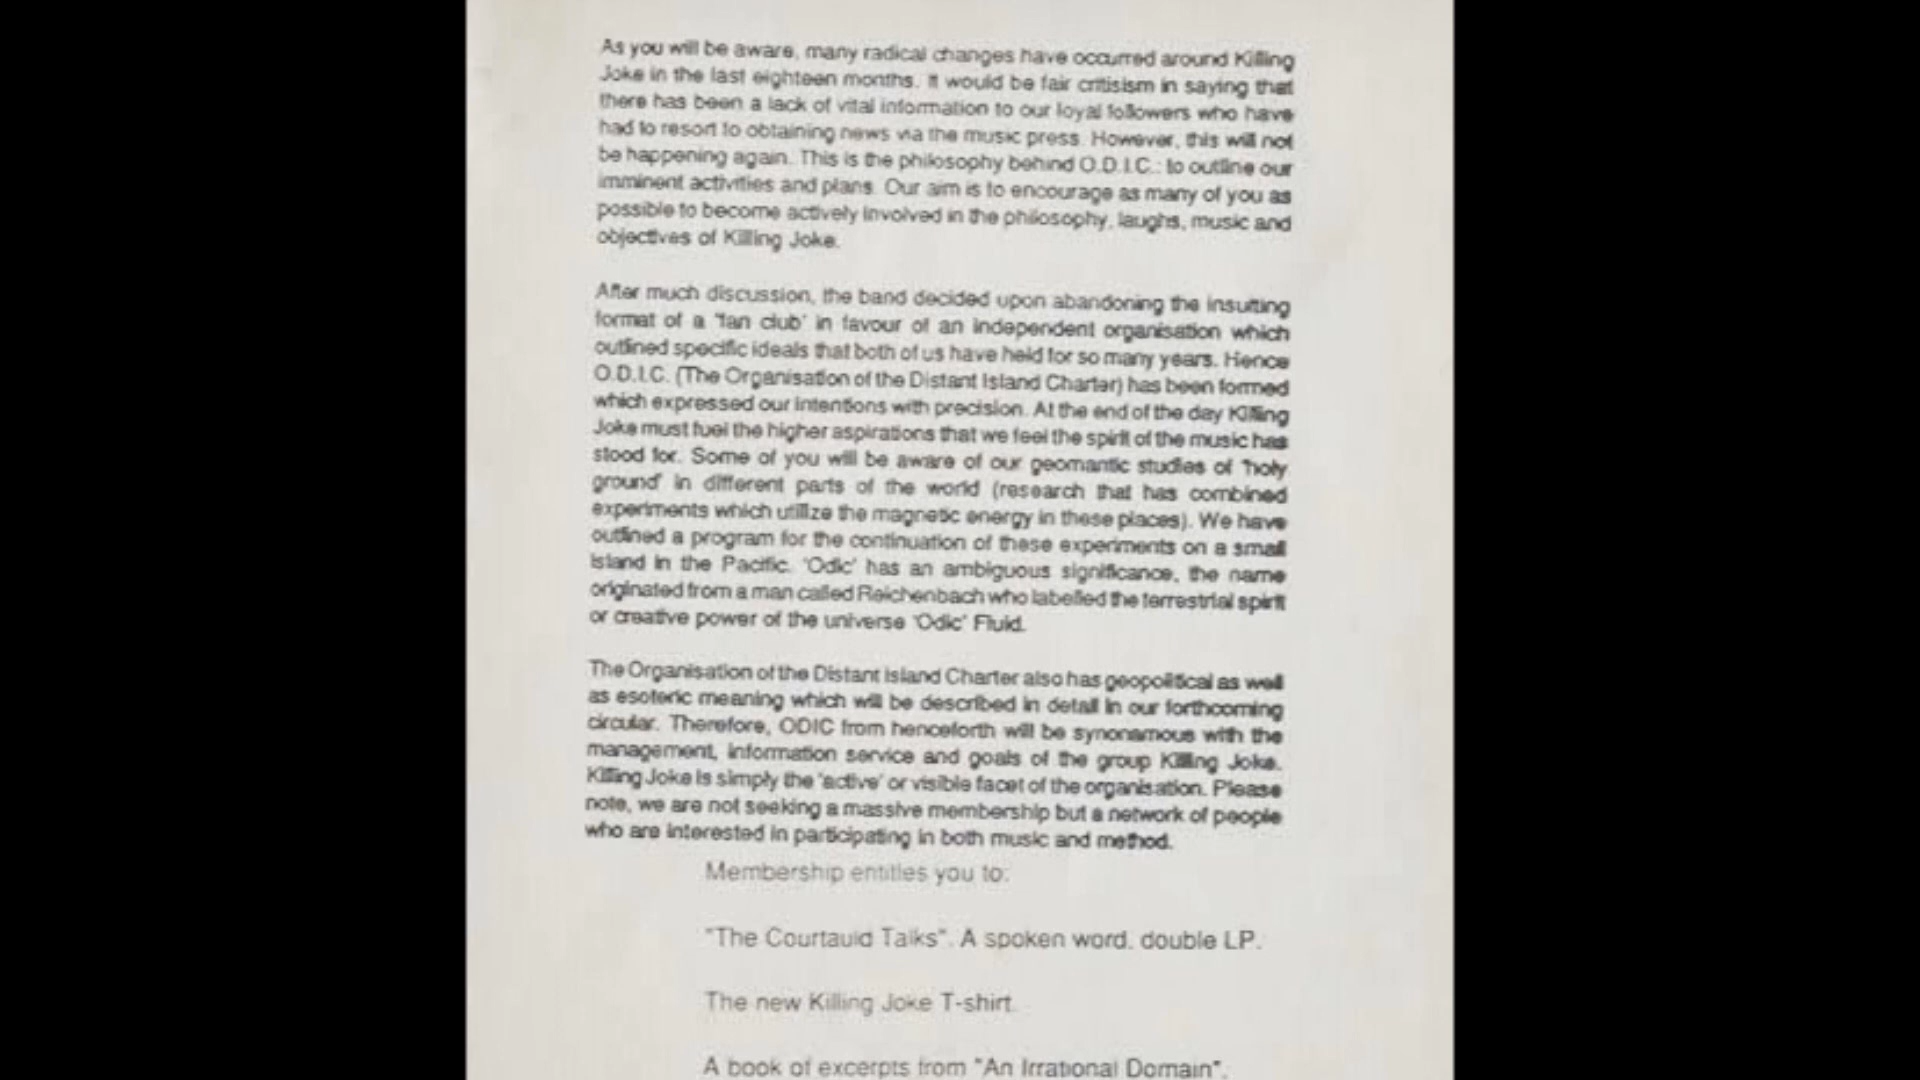 As you will be aware, many radical changes have occurred around Killing
Joke in the last eighteen months. It would be fair critisism in saying that
there has been a lack of vital information to our loyal followers who have
had to resort to obtaining news via the music press. However, this will not
be happening again. This is the philosophy behind O.D.I.C.: to outline our
imminent activities and plans. Our aim is to encourage as many of you as
possible to become actively involved in the philosophy, laughs, music and
objectives of Killing Joke.
After much discussion, the band decided upon abandoning the insulting
format of a 'fan club' in favour of an independent organisation which
outlined specific ideals that both of us have held for so many years. Hence
O.D.I.C. (The Organisation of the Distant Island Charter) has been formed
which expressed our intentions with precision. At the end of the day Killing
Joke must fuel the higher aspirations that we feel the spirit of the music has
stood for. Some of you will be aware of our geomantic studies of 'holy
ground' in different parts of the world (research that has combined
experiments which utilize the magnetic energy in these places). We have
outlined a program for the continuation of these experiments on a small
Island in the Pacific. 'Odic' has an ambiguous significance, the name
originated from a man called Reichenbach who labelled the terrestrial spirit
or creative power of the universe 'Odic' Fluid.
The Organisation of the Distant Island Charter also has geopolitical as well
as esoteric meaning which will be described in detail in our forthcoming
circular. Therefore, ODIC from henceforth will be synonamous with the
management, information service and goals of the group Killing Joke.
Killing Joke is simply the 'active' or visible facet of the organisation. Please
note, we are not seeking a massive membership but a network of people
who are interested in participating in both music and method.
Membership entitles you to:
"The Courtauld Talks". A spoken word, double LP.
The new Killing Joke T-shirt.
A book of excerpts from "An Irrational Domain".